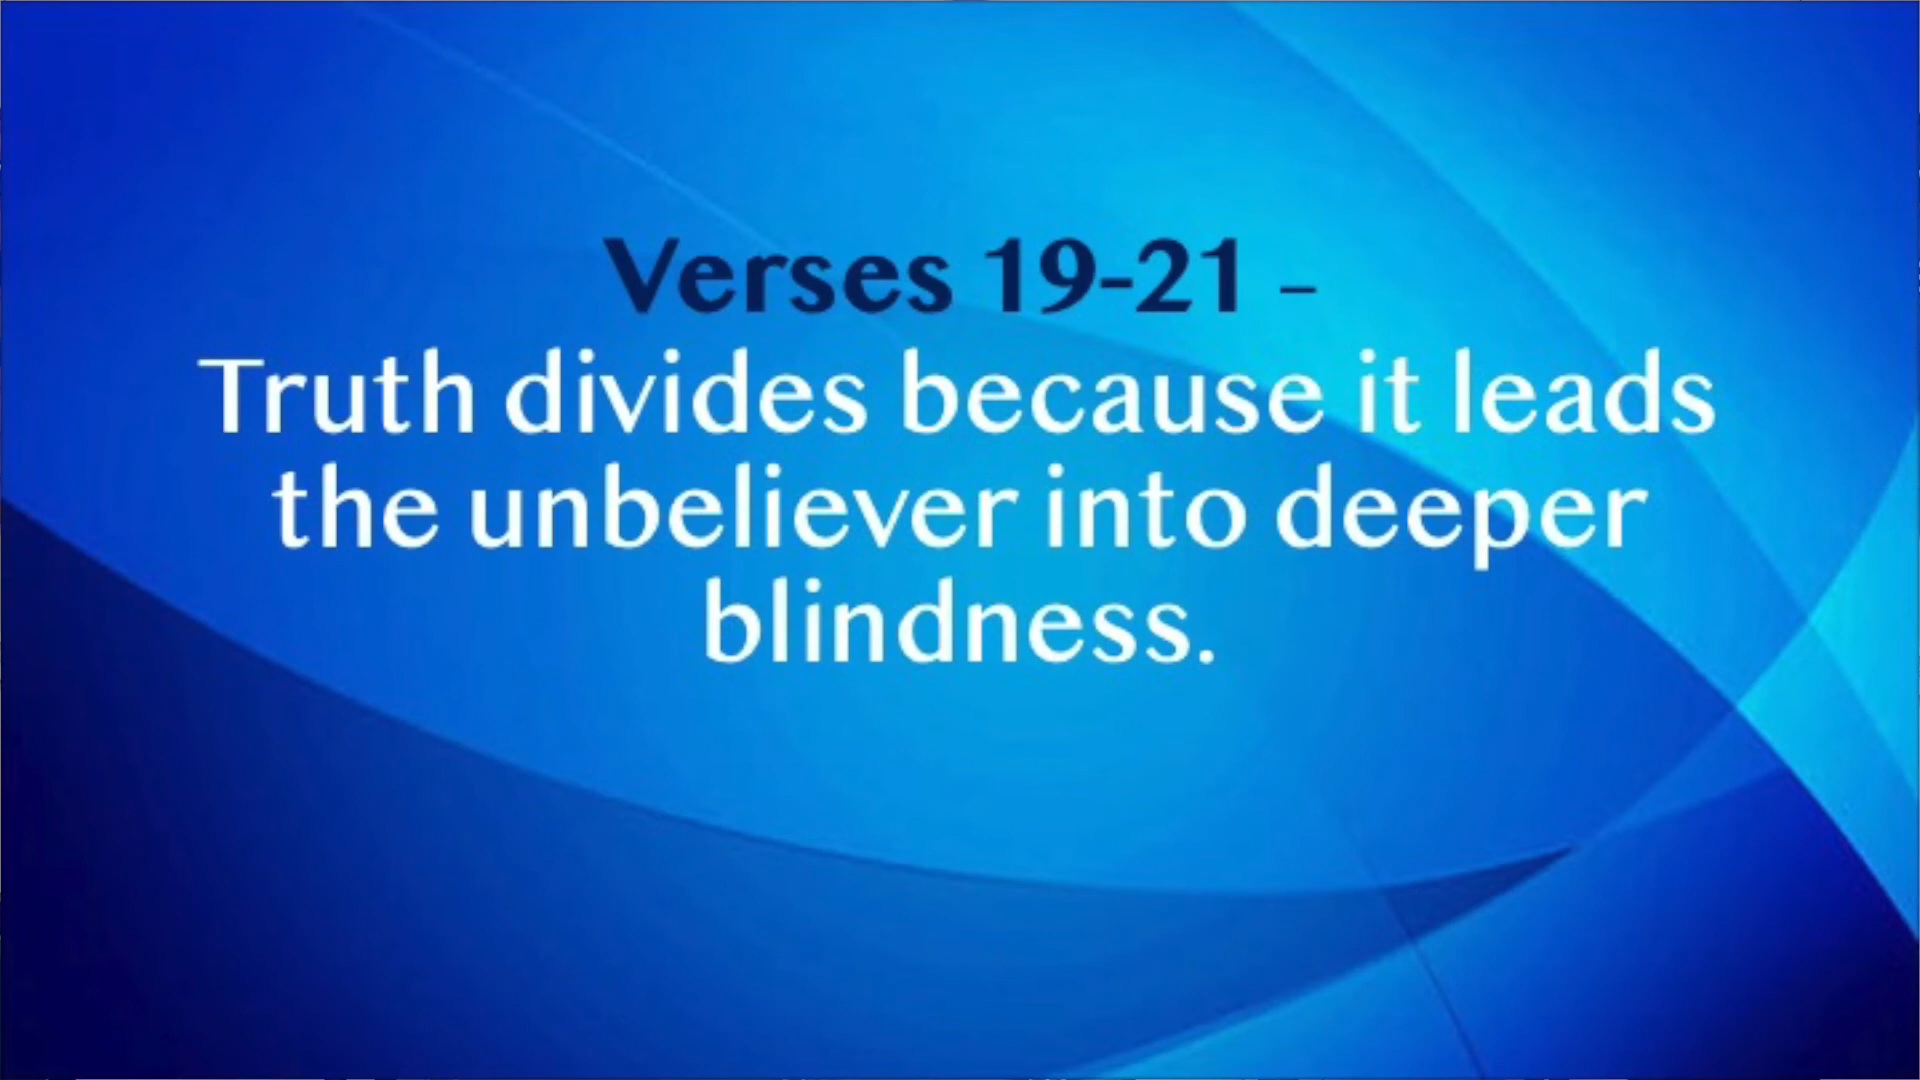 Verses 19-21 –
Truth divides because it leads
the unbeliever into deeper
blindness.